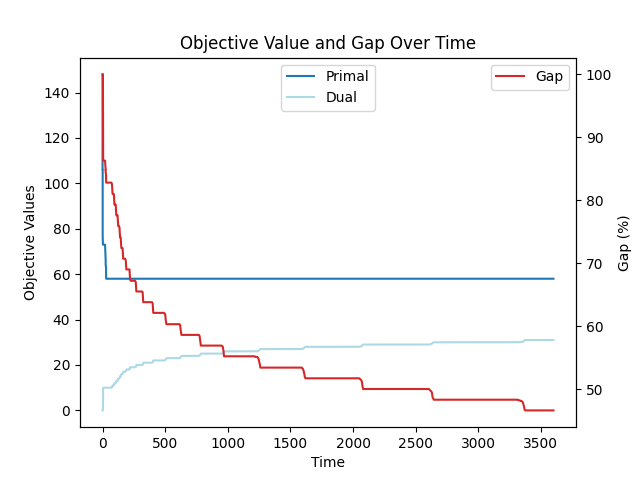 Objective Value and Gap Over Time
Primal
Dual
Gap
Objective Values
140
120
100
80
60
40
20
0
100
90
80
70
60
50
Gap (%)
0 500 1000 1500 2000 2500 3000 3500
Time